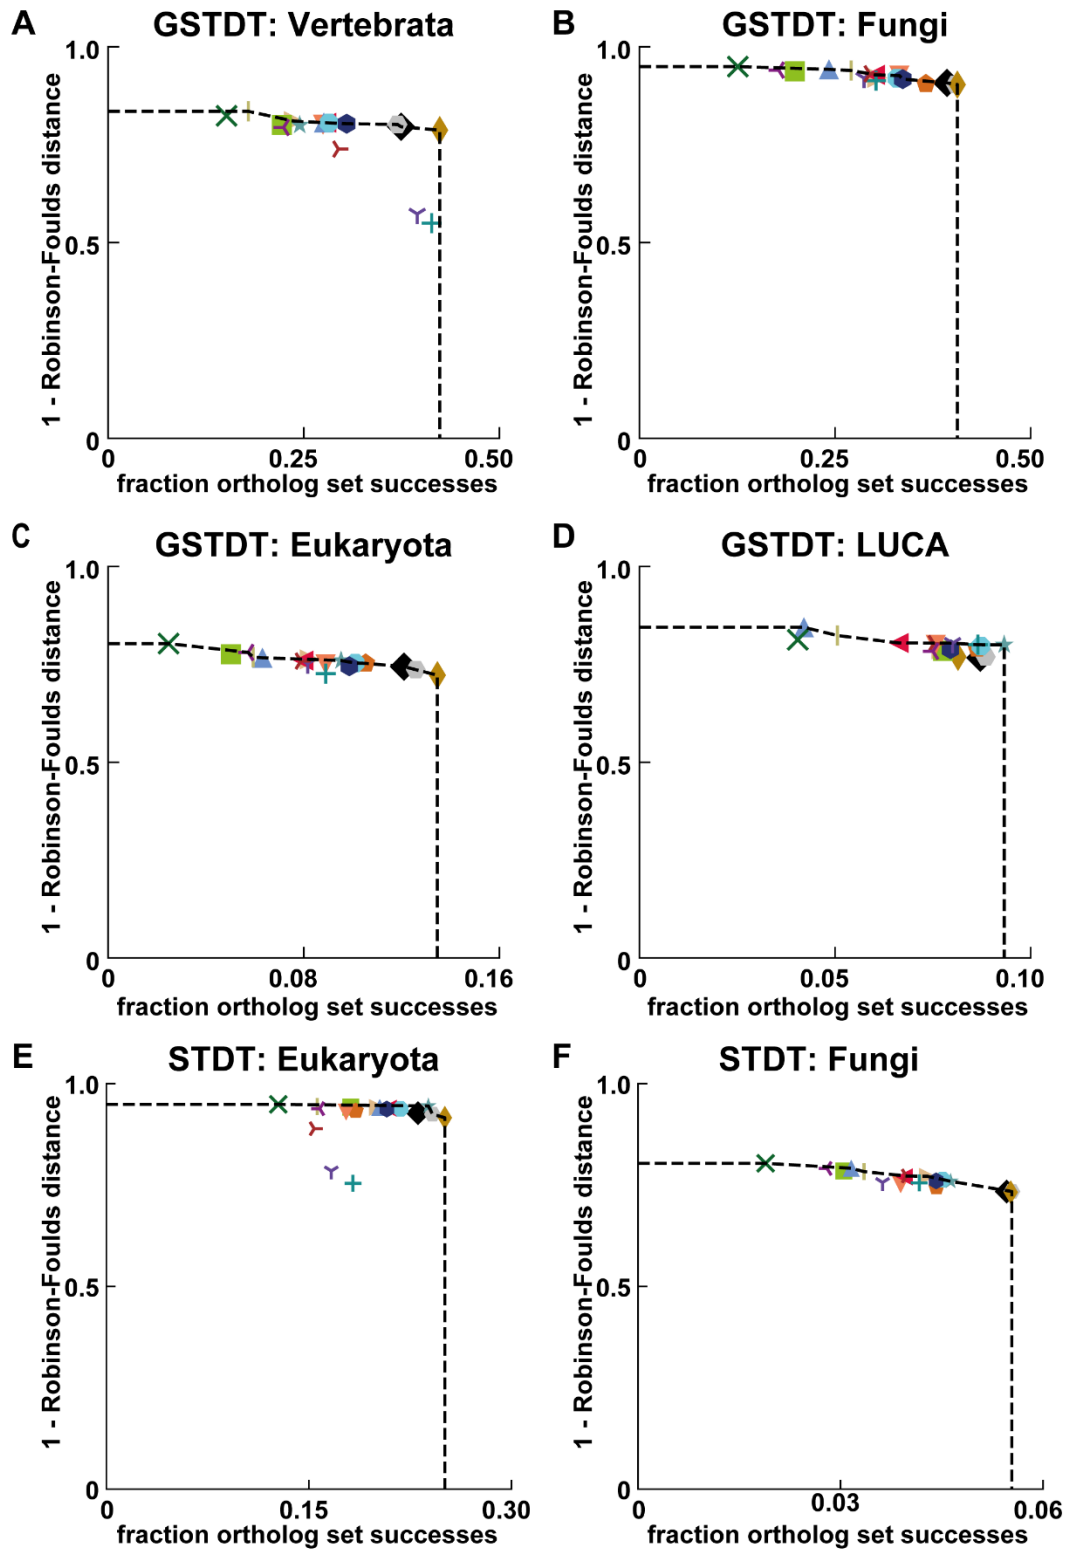 A
GSTDT: Vertebrata
1.0
0.5
0
1 - Robinson-Foulds distance
0
0.25
0.50
fraction ortholog set successes
B
GSTDT: Fungi
1.0
0.5
0
1 - Robinson-Foulds distance
0
0.25
0.50
fraction ortholog set successes
C
GSTDT: Eukaryota
1.0
0.5
0
1 - Robinson-Foulds distance
0
0.08
0.16
fraction ortholog set successes
D
GSTDT: LUCA
1.0
0.5
0
1 - Robinson-Foulds distance
0
0.05
0.10
fraction ortholog set successes
E
STDT: Eukaryota
1.0
0.5
0
1 - Robinson-Foulds distance
0
0.15
0.30
fraction ortholog set successes
F
STDT: Fungi
1.0
0.5
0
1 - Robinson-Foulds distance
0
0.03
0.06
fraction ortholog set successes